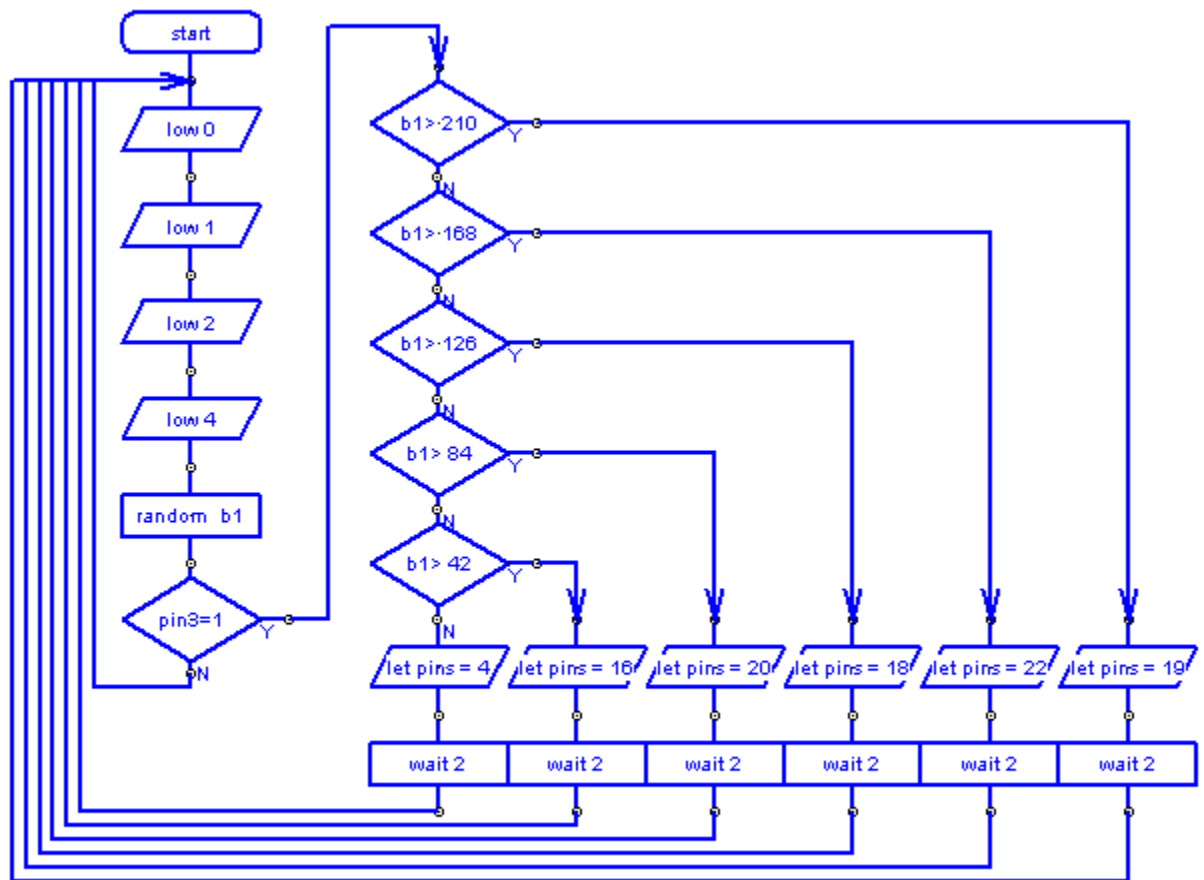 start
low 0
low 1
low 2
low 4
random b1
pin3=1
Y
N
b1> 210
Y
N
b1> 168
Y
N
b1> 126
Y
N
b1> 84
Y
N
b1> 42
Y
N
let pins = 4
let pins = 16
let pins = 20
let pins = 18
let pins = 22
let pins = 19
wait 2
wait 2
wait 2
wait 2
wait 2
wait 2